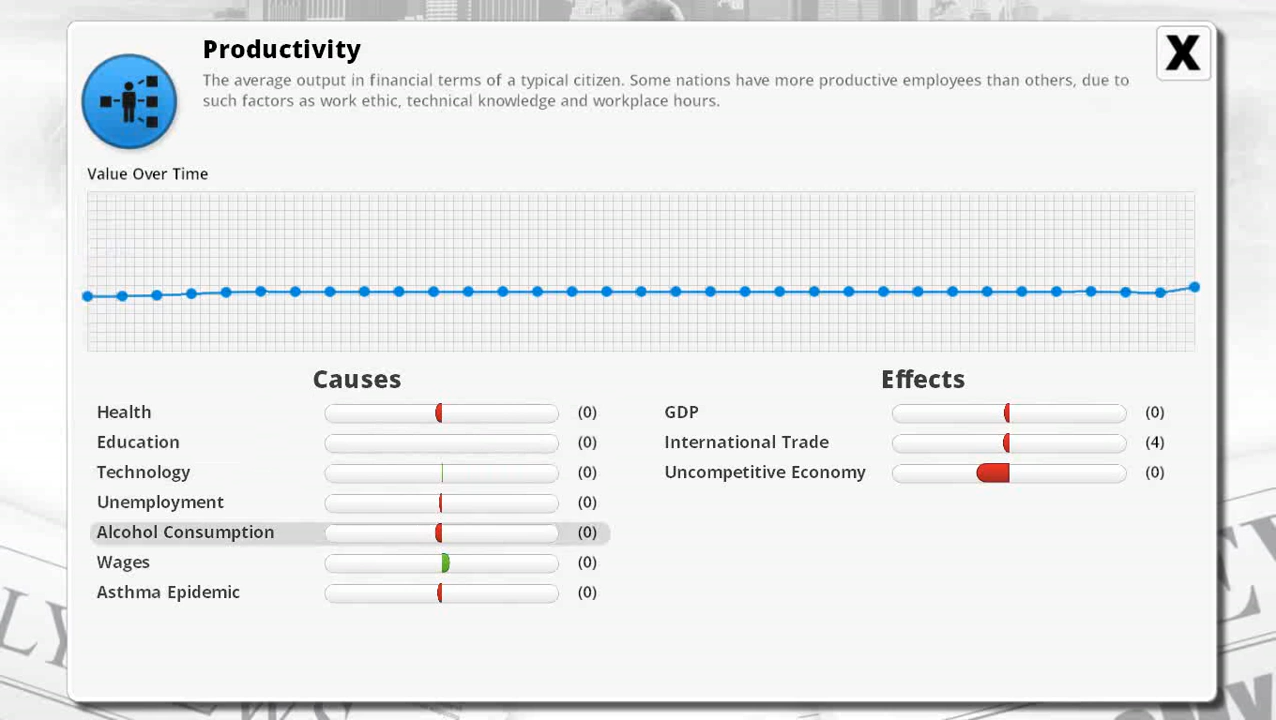 Productivity
X
The average output in financial terms of a typical citizen. Some nations have more productive employees than others, due to
such factors as work ethic, technical knowledge and workplace hours.
Value Over Time
Causes
Effects
Health (0)
GDP (0)
Education (0)
International Trade (4)
Technology (0)
Uncompetitive Economy (0)
Unemployment (0)
Alcohol Consumption (0)
Wages (0)
Asthma Epidemic (0)